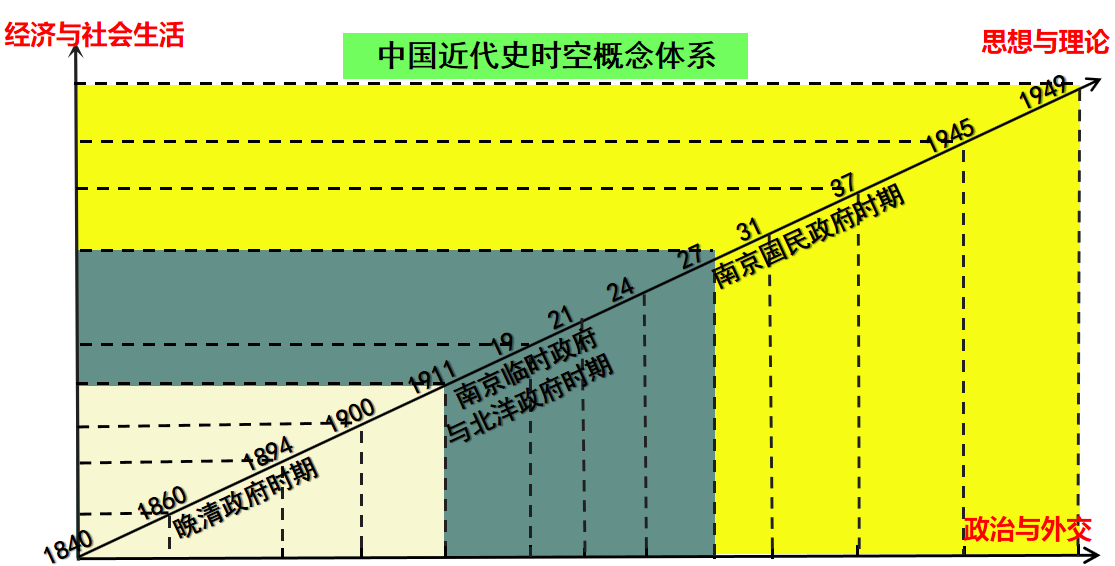 经济与社会生活
中国近代史时空概念体系
思想与理论
1949
1945
37
南京国民政府时期
31
27
24
21
19
南京临时政府
与北洋政府时期
1911
1900
1894
晚清政府时期
1860
1840
政治与外交